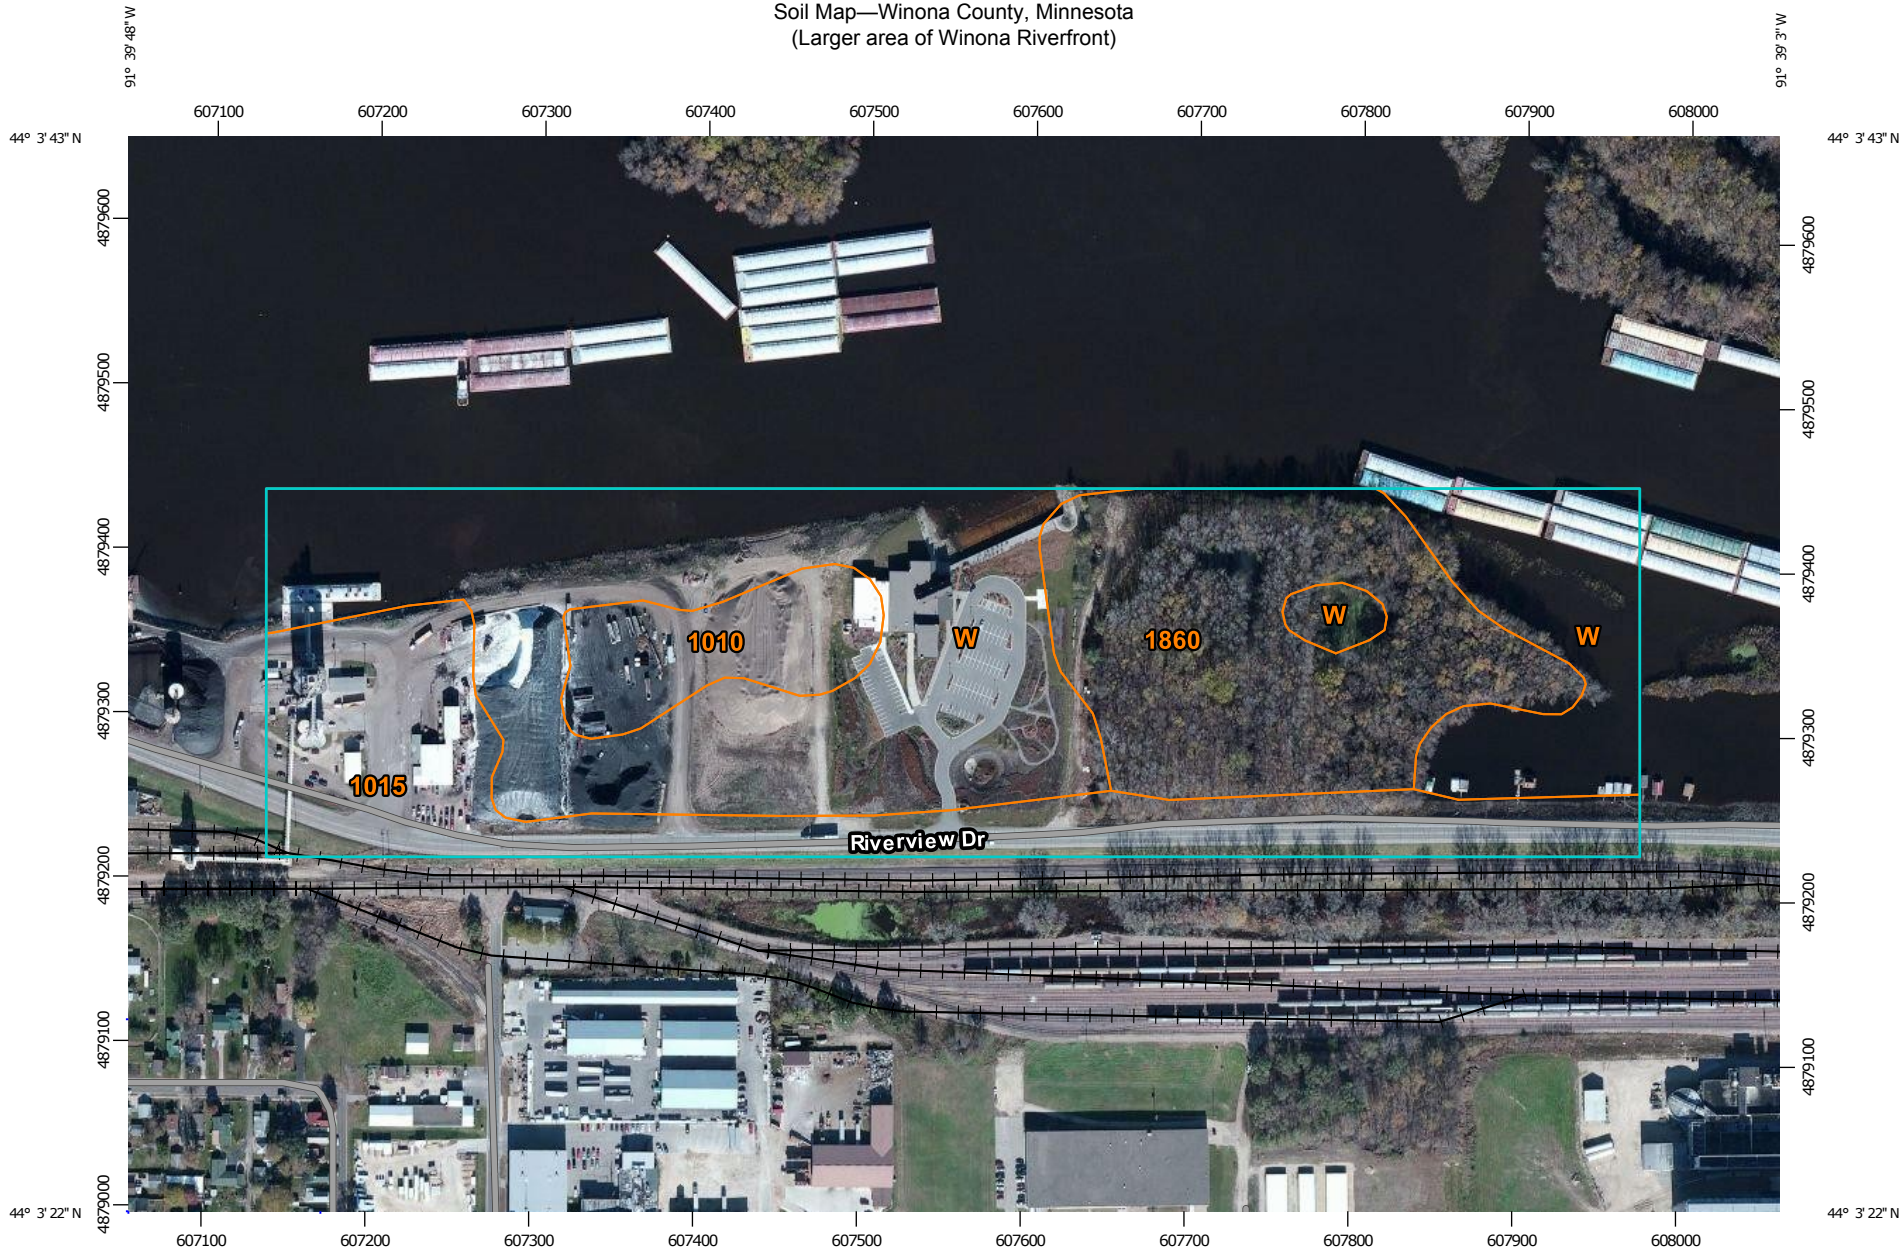 Soil Map—Winona County, Minnesota
(Larger area of Winona Riverfront)
91° 39' 48" W
91° 39' 3" W
607100 607200 607300 607400 607500 607600 607700 607800 607900 608000
44° 3' 43" N
44° 3' 43" N
4879600
4879600
4879500
4879500
4879400
4879400
1010
W
1860
W
W
4879300
4879300
1015
Riverview Dr
4879200
4879200
4879100
4879100
4879000
44° 3' 22" N
44° 3' 22" N
607100 607200 607300 607400 607500 607600 607700 607800 607900 608000